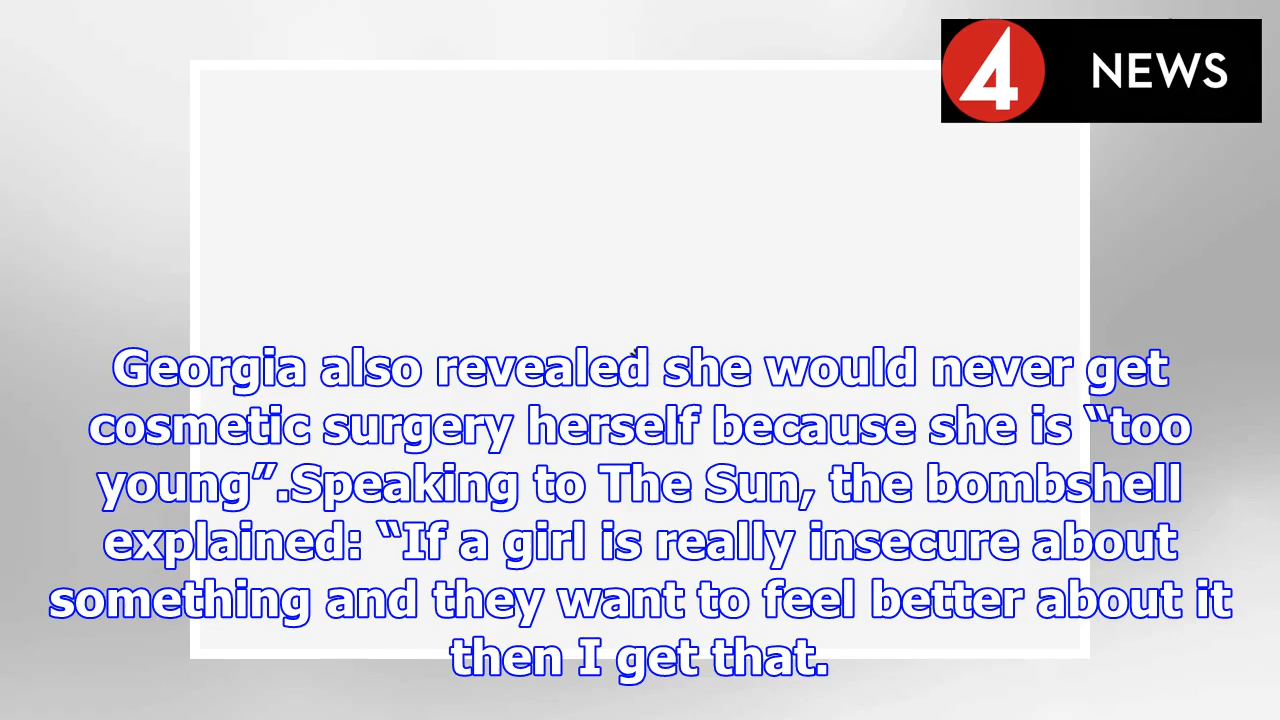 4 NEWS
Georgia also revealed she would never get
cosmetic surgery herself because she is “too
young”.Speaking to The Sun, the bombshell
explained: “If a girl is really insecure about
something and they want to feel better about it
then I get that.